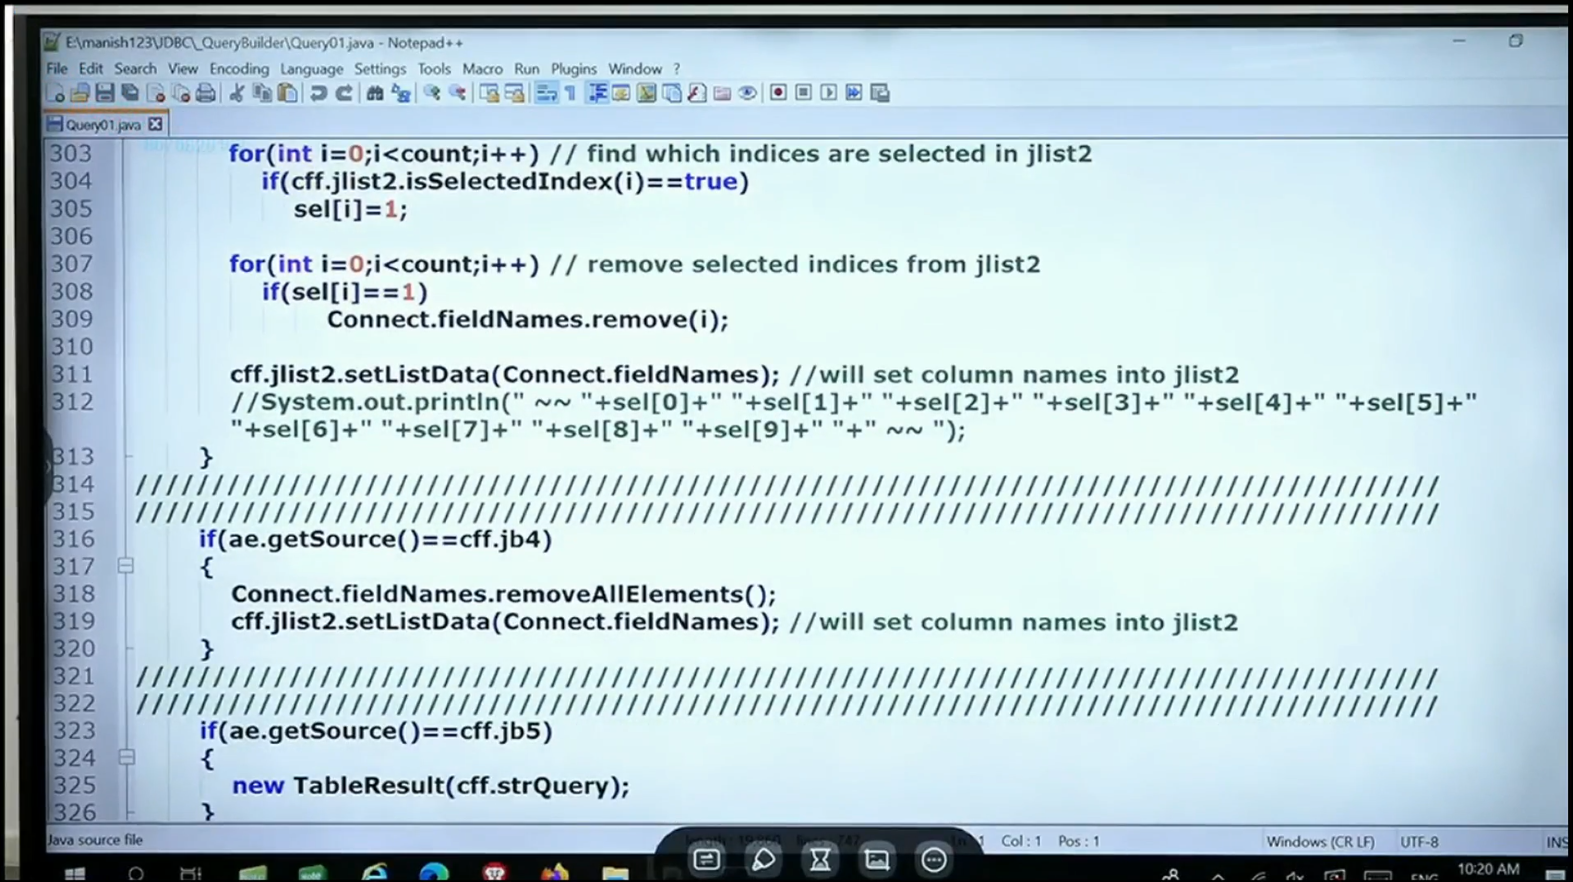 E:\manish123\JDBC\_QueryBuilder\Query01.java - Notepad++
File Edit Search View Encoding Language Settings Tools Macro Run Plugins Window ?
Query01.java
303 for(int i=0;i<count;i++) // find which indices are selected in jlist2
304 if(cff.jlist2.isSelectedIndex(i)==true)
305 sel[i]=1;
306
307 for(int i=0;i<count;i++) // remove selected indices from jlist2
308 if(sel[i]==1)
309 Connect.fieldNames.remove(i);
310
311 cff.jlist2.setListData(Connect.fieldNames); //will set column names into jlist2
312 //System.out.println(" ~~ "+sel[0]+" "+sel[1]+" "+sel[2]+" "+sel[3]+" "+sel[4]+" "+sel[5]+"
"+sel[6]+" "+sel[7]+" "+sel[8]+" "+sel[9]+" "+" ~~ ");
313 }
314 //////////////////////////////////////////////////////////////////////////////////////
315 //////////////////////////////////////////////////////////////////////////////////////
316 if(ae.getSource()==cff.jb4)
317 {
318 Connect.fieldNames.removeAllElements();
319 cff.jlist2.setListData(Connect.fieldNames); //will set column names into jlist2
320 }
321 //////////////////////////////////////////////////////////////////////////////////////
322 //////////////////////////////////////////////////////////////////////////////////////
323 if(ae.getSource()==cff.jb5)
324 {
325 new TableResult(cff.strQuery);
326 }
Java source file Col : 1 Pos : 1 Windows (CR LF) UTF-8 INS
10:20 AM